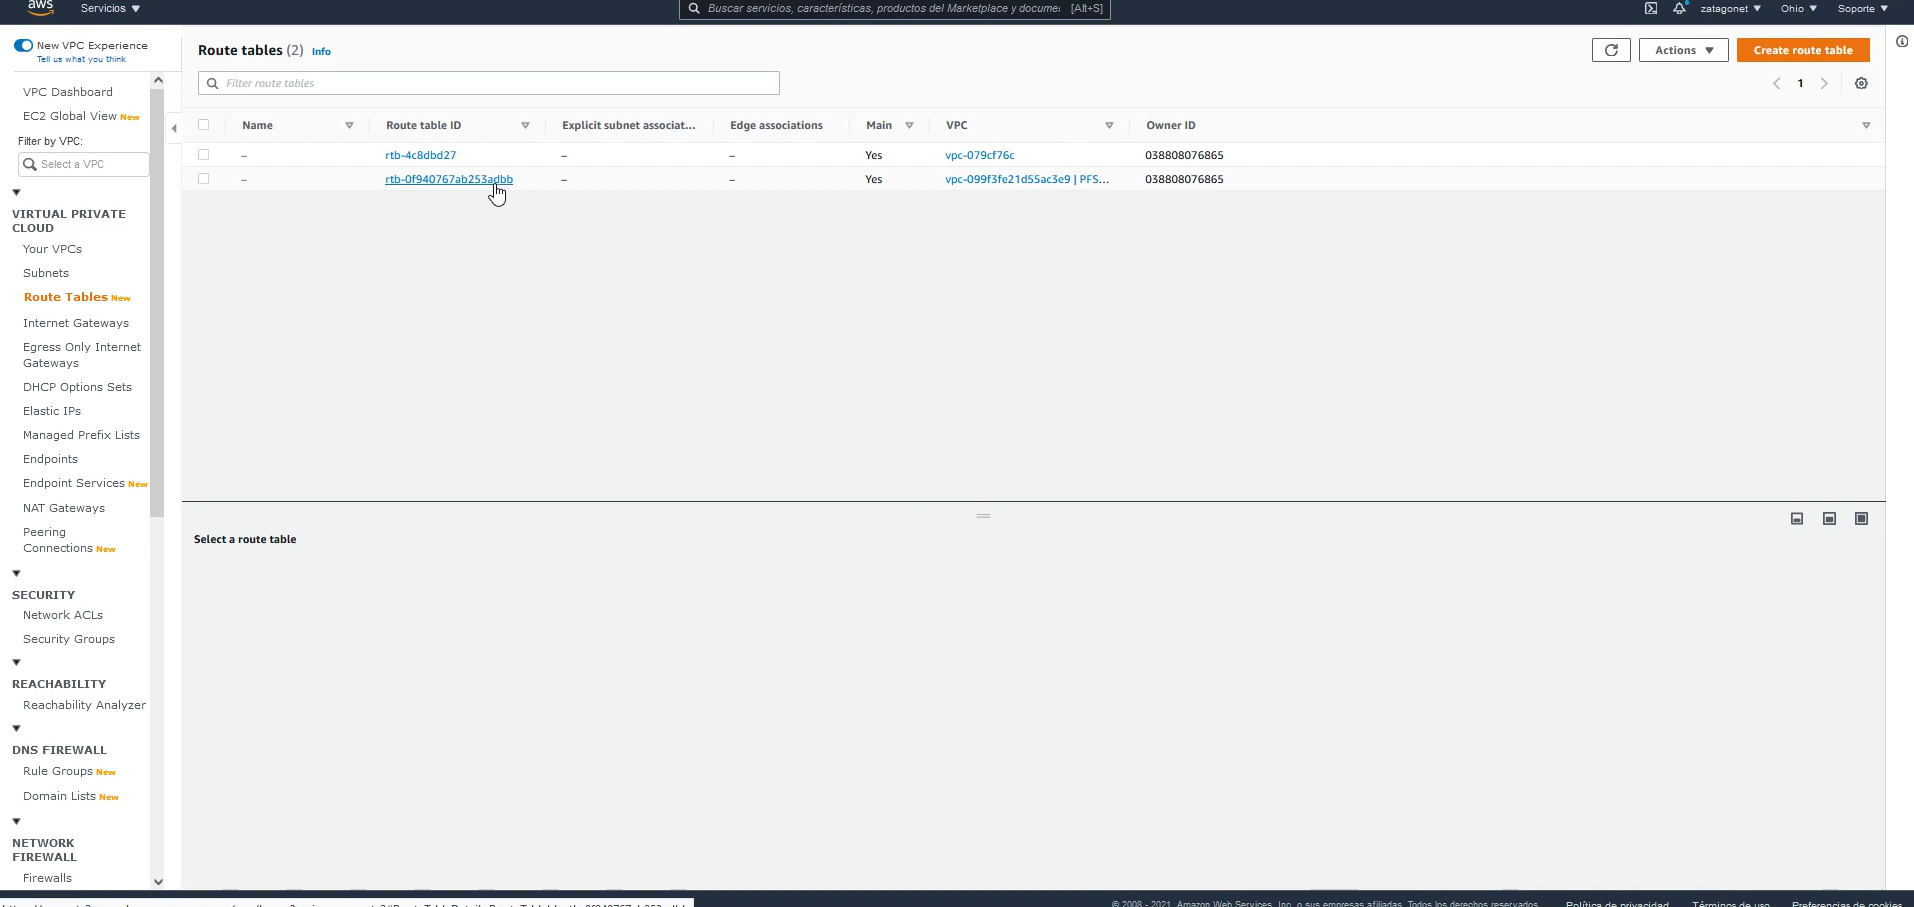 aws
Servicios ▼
Buscar servicios, características, productos del Marketplace y documen
[Alt+S]
zatagonet ▼
Ohio ▼
Soporte ▼
New VPC Experience
Tell us what you think
VPC Dashboard
EC2 Global View New
Filter by VPC:
Select a VPC
VIRTUAL PRIVATE
CLOUD
Your VPCs
Subnets
Route Tables New
Internet Gateways
Egress Only Internet
Gateways
DHCP Options Sets
Elastic IPs
Managed Prefix Lists
Endpoints
Endpoint Services New
NAT Gateways
Peering
Connections New
SECURITY
Network ACLs
Security Groups
REACHABILITY
Reachability Analyzer
DNS FIREWALL
Rule Groups New
Domain Lists New
NETWORK
FIREWALL
Firewalls
Route tables (2) Info
Actions ▼
Create route table
Filter route tables
1
Name Route table ID Explicit subnet associat... Edge associations Main VPC Owner ID
– rtb-4c8dbd27 – – Yes vpc-079cf76c 038808076865
– rtb-0f940767ab253adbb – – Yes vpc-099f3fe21d55ac3e9 | PFS... 038808076865
Select a route table
© 2008 - 2021, Amazon Web Services, Inc. o sus empresas afiliadas. Todos los derechos reservados.
Política de privacidad
Términos de uso
Preferencias de cookies